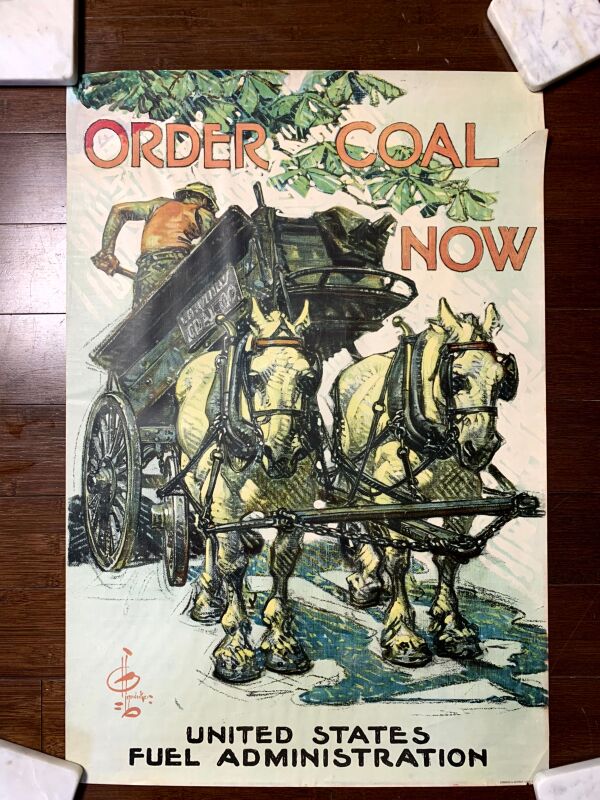 ORDER COAL
NOW
UNITED STATES
FUEL ADMINISTRATION